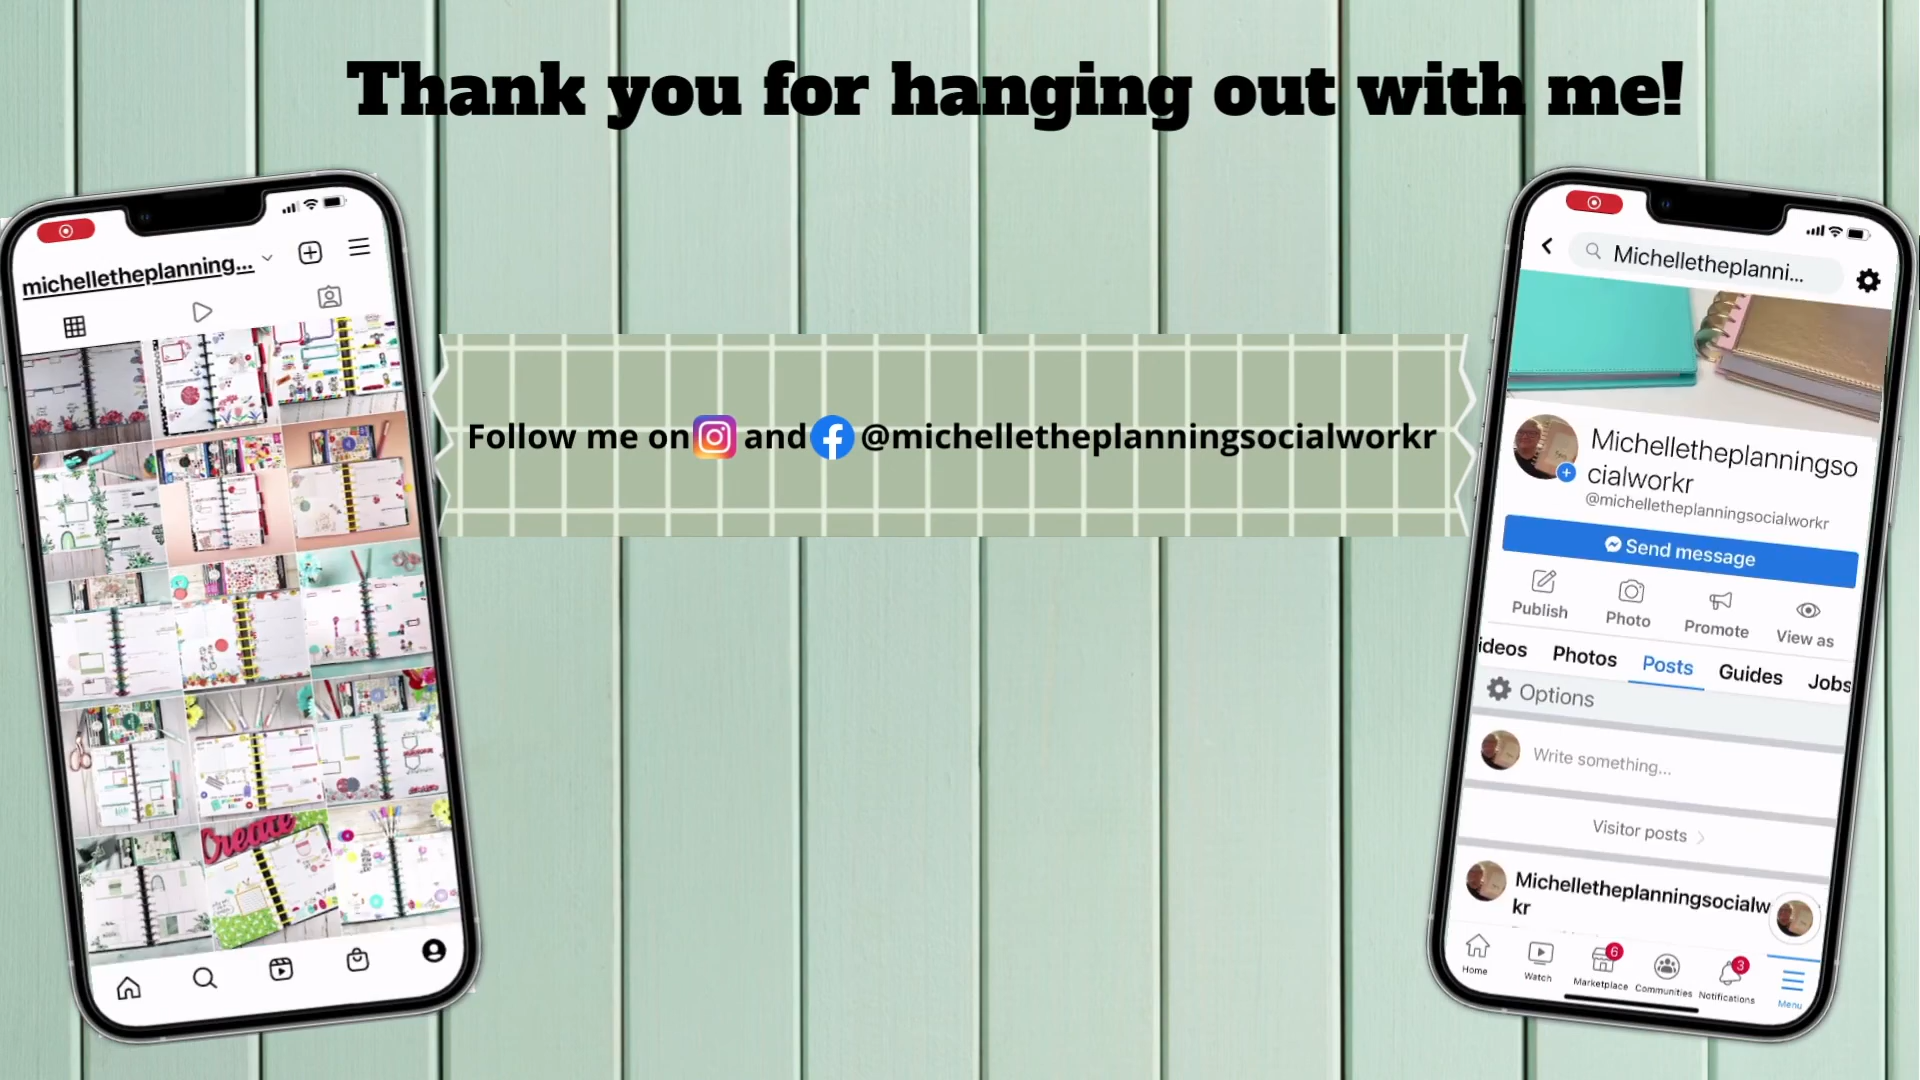 Thank you for hanging out with me!
michelletheplanning...
Create
Follow me on and @michelletheplanningsocialworkr
Michelletheplanni...
Michelletheplanningso
cialworkr
@michelletheplanningsocialworkr
Send message
Publish Photo Promote View as
ideos Photos Posts Guides Jobs
Options
Write something...
Visitor posts
Michelletheplanningsocialw
kr
6 3
Home Watch Marketplace Communities Notifications Menu